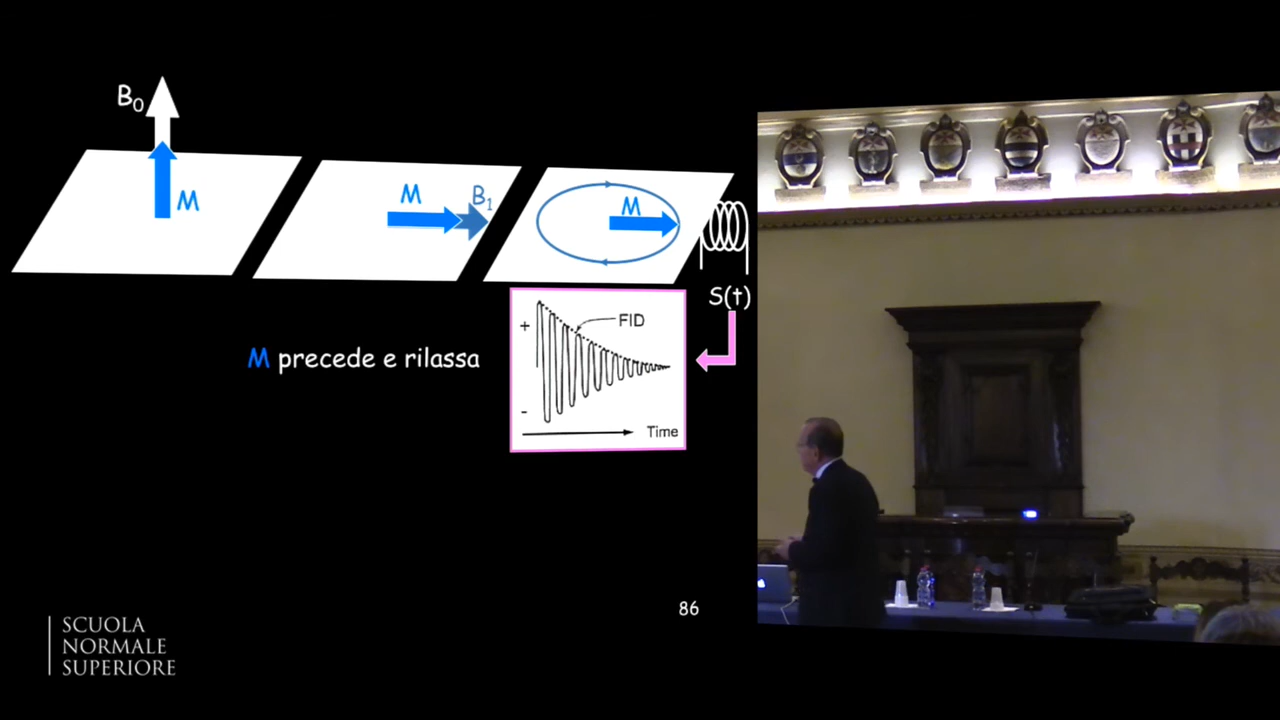 B₀
M
M
B₁
M
S(t)
+
FID
-
Time
M precede e rilassa
86
SCUOLA
NORMALE
SUPERIORE